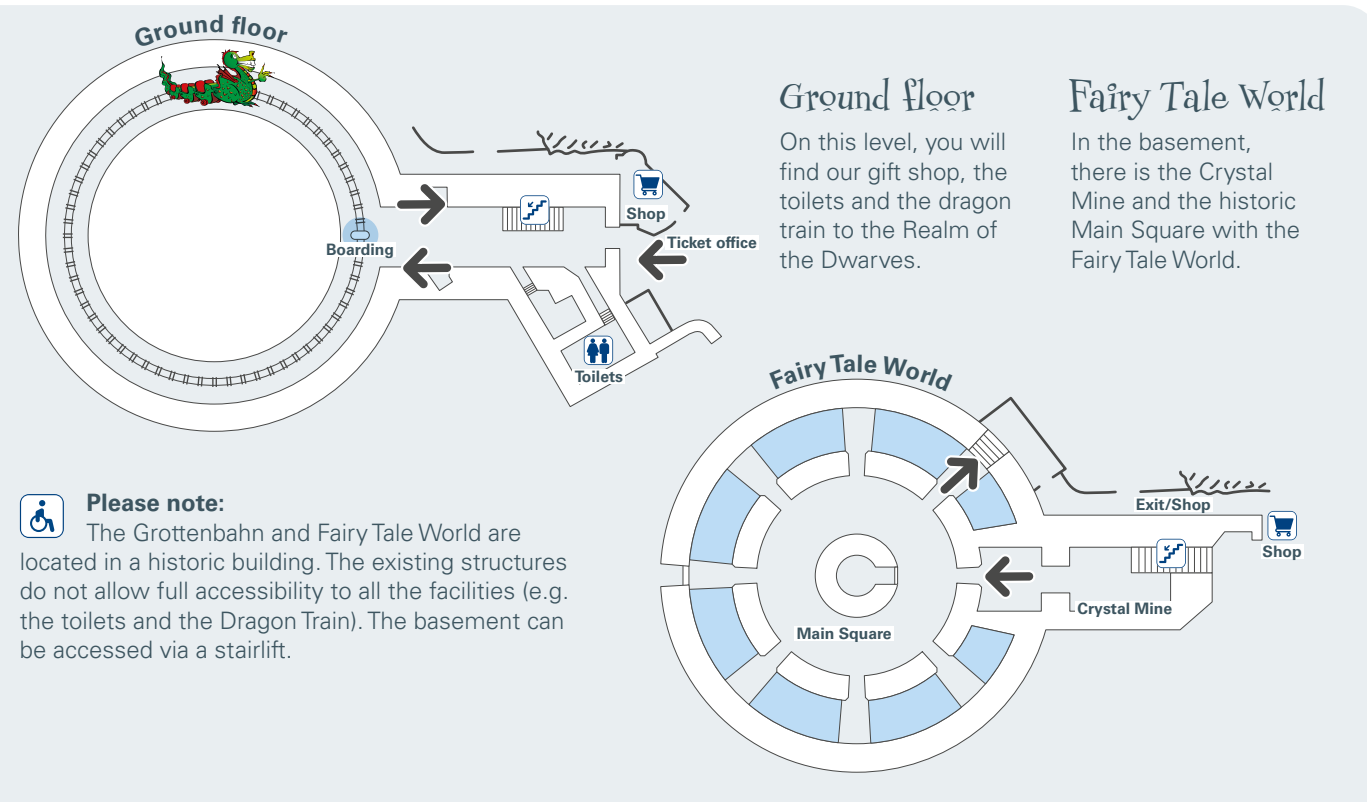 Ground floor
Shop
Ticket office
Boarding
Toilets
Ground floor
On this level, you will
find our gift shop, the
toilets and the dragon
train to the Realm of
the Dwarves.
Fairy Tale World
In the basement,
there is the Crystal
Mine and the historic
Main Square with the
Fairy Tale World.
Fairy Tale World
Exit/Shop
Shop
Crystal Mine
Main Square
Please note:
The Grottenbahn and Fairy Tale World are
located in a historic building. The existing structures
do not allow full accessibility to all the facilities (e.g.
the toilets and the Dragon Train). The basement can
be accessed via a stairlift.